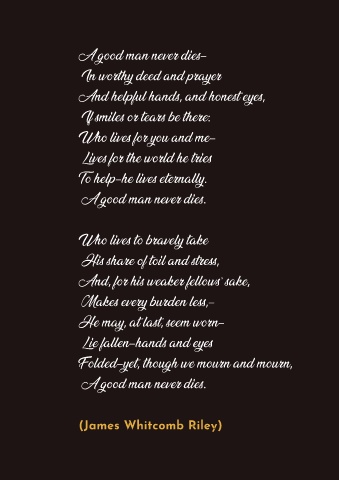 A good man never dies-
In worthy deed and prayer
And helpful hands, and honest eyes,
If smiles or tears be there:
Who lives for you and me-
Lives for the world he tries
To help-he lives eternally.
A good man never dies.

Who lives to bravely take
His share of toil and stress,
And, for his weaker fellows' sake,
Makes every burden less,-
He may, at last, seem worn-
Lie fallen-hands and eyes
Folded-yet, though we mourn and mourn,
A good man never dies.

(James Whitcomb Riley)